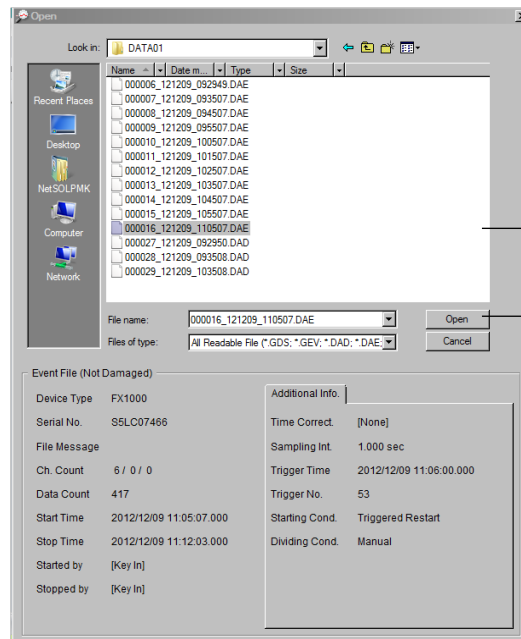 Open
Look in: DATA01
Name Date m... Type Size
000006_121209_092949.DAE
000007_121209_093507.DAE
000008_121209_094507.DAE
000009_121209_095507.DAE
000010_121209_100507.DAE
000011_121209_101507.DAE
000012_121209_102507.DAE
000013_121209_103507.DAE
000014_121209_104507.DAE
000015_121209_105507.DAE
000016_121209_110507.DAE
000027_121209_092950.DAD
000028_121209_093508.DAD
000029_121209_103508.DAD
Recent Places
Desktop
NetSOLPMK
Computer
Network
File name: 000016_121209_110507.DAE Open
Files of type: All Readable File (*.GDS; *.GEV; *.DAD; *.DAE; Cancel
Event File (Not Damaged)
Device Type FX1000
Serial No. S5LC07466
File Message
Ch. Count 6 / 0 / 0
Data Count 417
Start Time 2012/12/09 11:05:07.000
Stop Time 2012/12/09 11:12:03.000
Started by [Key In]
Stopped by [Key In]
Additional Info.
Time Correct. [None]
Sampling Int. 1.000 sec
Trigger Time 2012/12/09 11:06:00.000
Trigger No. 53
Starting Cond. Triggered Restart
Dividing Cond. Manual